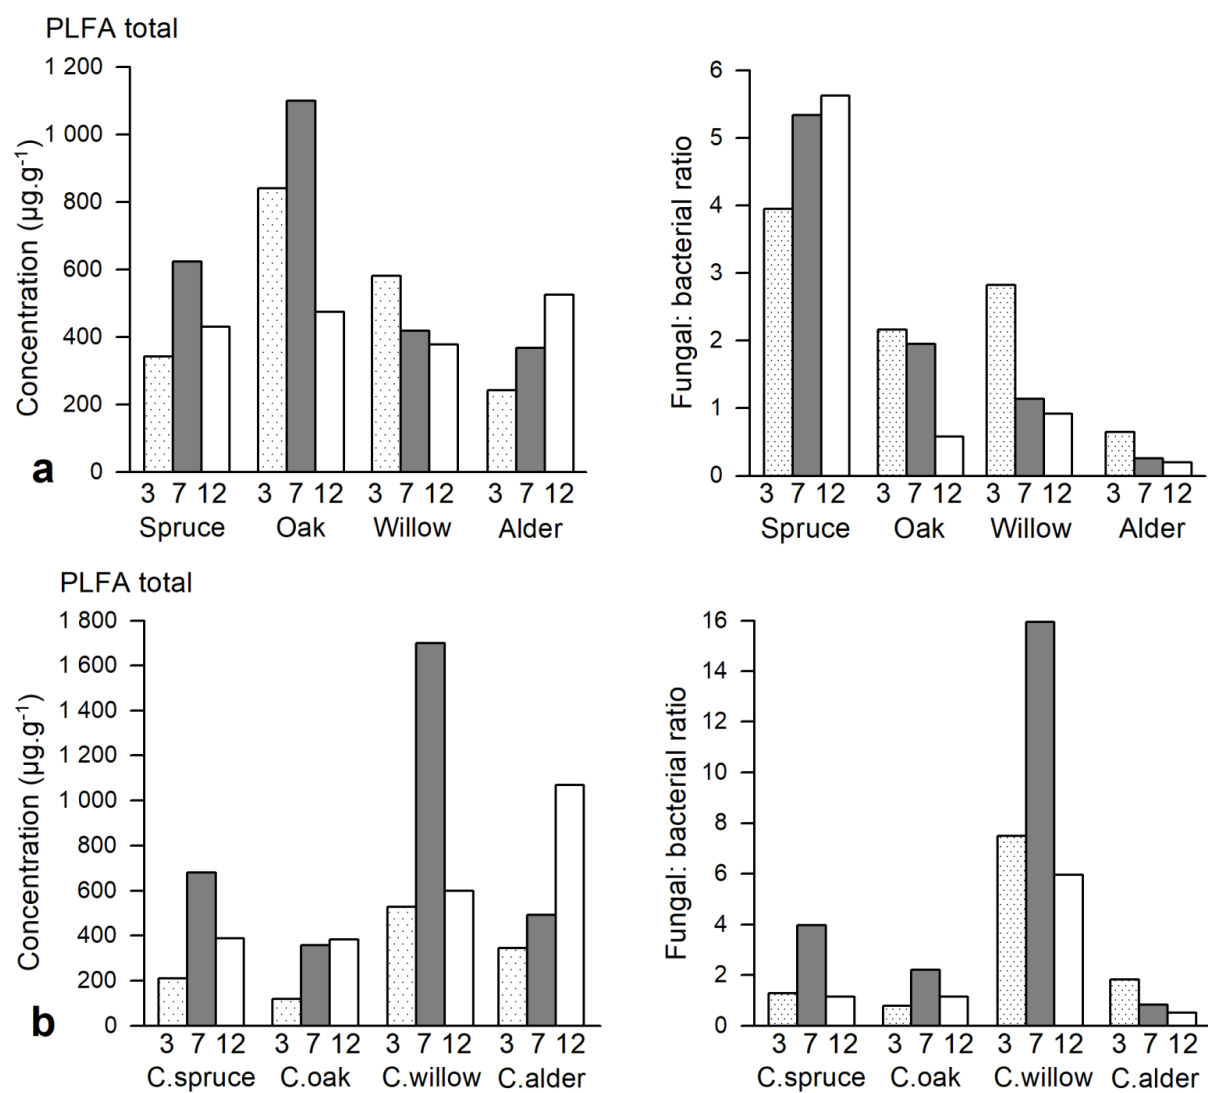 PLFA total
Concentration (µg.g⁻¹)
1 200
1 000
800
600
400
200
0
3 7 12 3 7 12 3 7 12 3 7 12
Spruce Oak Willow Alder
a
Fungal: bacterial ratio
6
5
4
3
2
1
0
3 7 12 3 7 12 3 7 12 3 7 12
Spruce Oak Willow Alder
PLFA total
Concentration (µg.g⁻¹)
1 800
1 600
1 400
1 200
1 000
800
600
400
200
0
3 7 12 3 7 12 3 7 12 3 7 12
C.spruce C.oak C.willow C.alder
b
Fungal: bacterial ratio
16
14
12
10
8
6
4
2
0
3 7 12 3 7 12 3 7 12 3 7 12
C.spruce C.oak C.willow C.alder